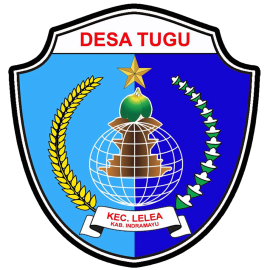 DESA TUGU
KEC. LELEA
KAB. INDRAMAYU